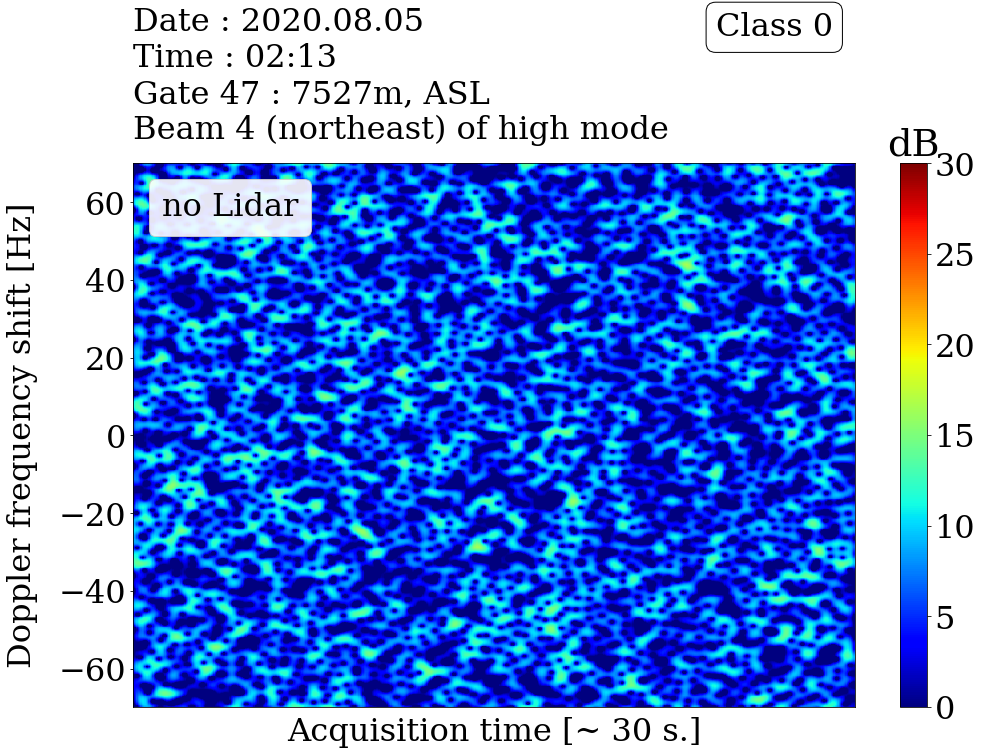 Date : 2020.08.05
Time : 02:13
Gate 47 : 7527m, ASL
Beam 4 (northeast) of high mode
Class 0
dB
no Lidar
Doppler frequency shift [Hz]
60
40
20
0
−20
−40
−60
30
25
20
15
10
5
0
Acquisition time [~ 30 s.]